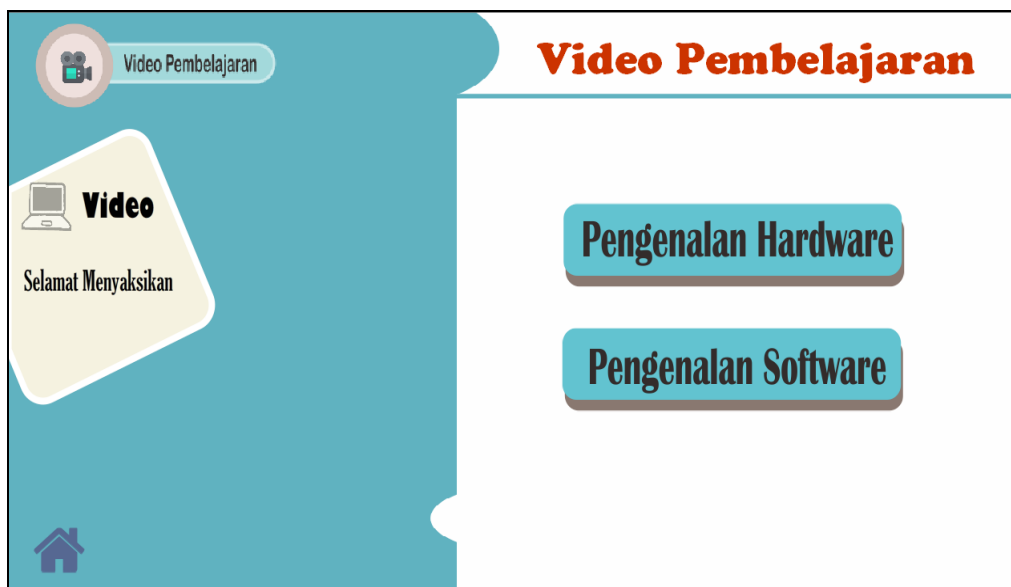 Video Pembelajaran
Video Pembelajaran
Video
Selamat Menyaksikan
Pengenalan Hardware
Pengenalan Software